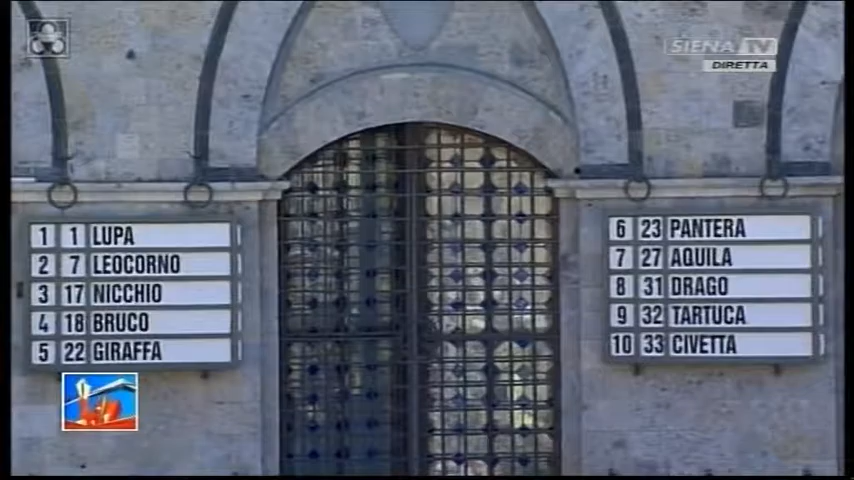 SIENA TV
DIRETTA
1 1 LUPA
2 7 LEOCORNO
3 17 NICCHIO
4 18 BRUCO
5 22 GIRAFFA
6 23 PANTERA
7 27 AQUILA
8 31 DRAGO
9 32 TARTUCA
10 33 CIVETTA